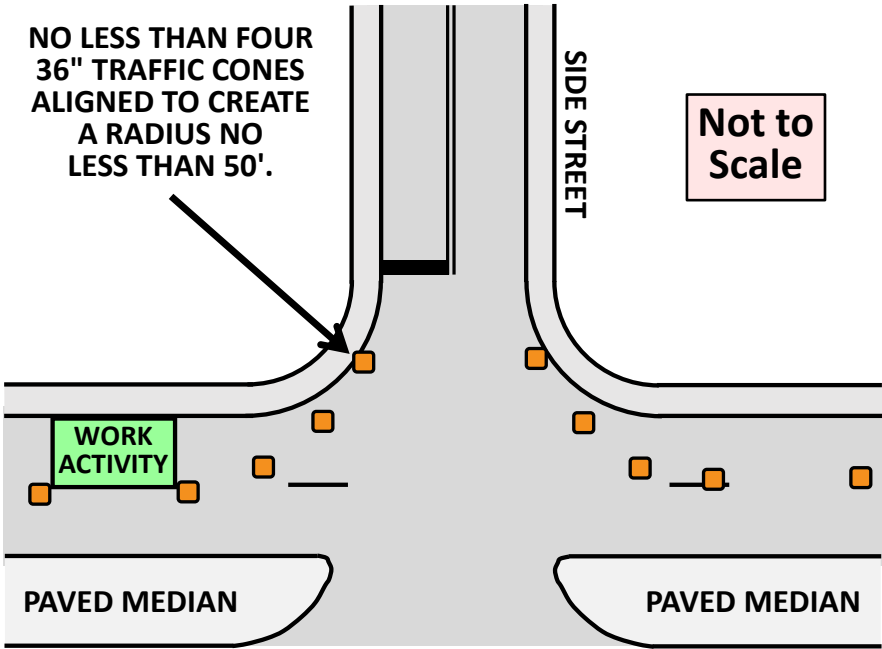 NO LESS THAN FOUR
36" TRAFFIC CONES
ALIGNED TO CREATE
A RADIUS NO
LESS THAN 50'.
SIDE STREET
Not to
Scale
WORK
ACTIVITY
PAVED MEDIAN
PAVED MEDIAN